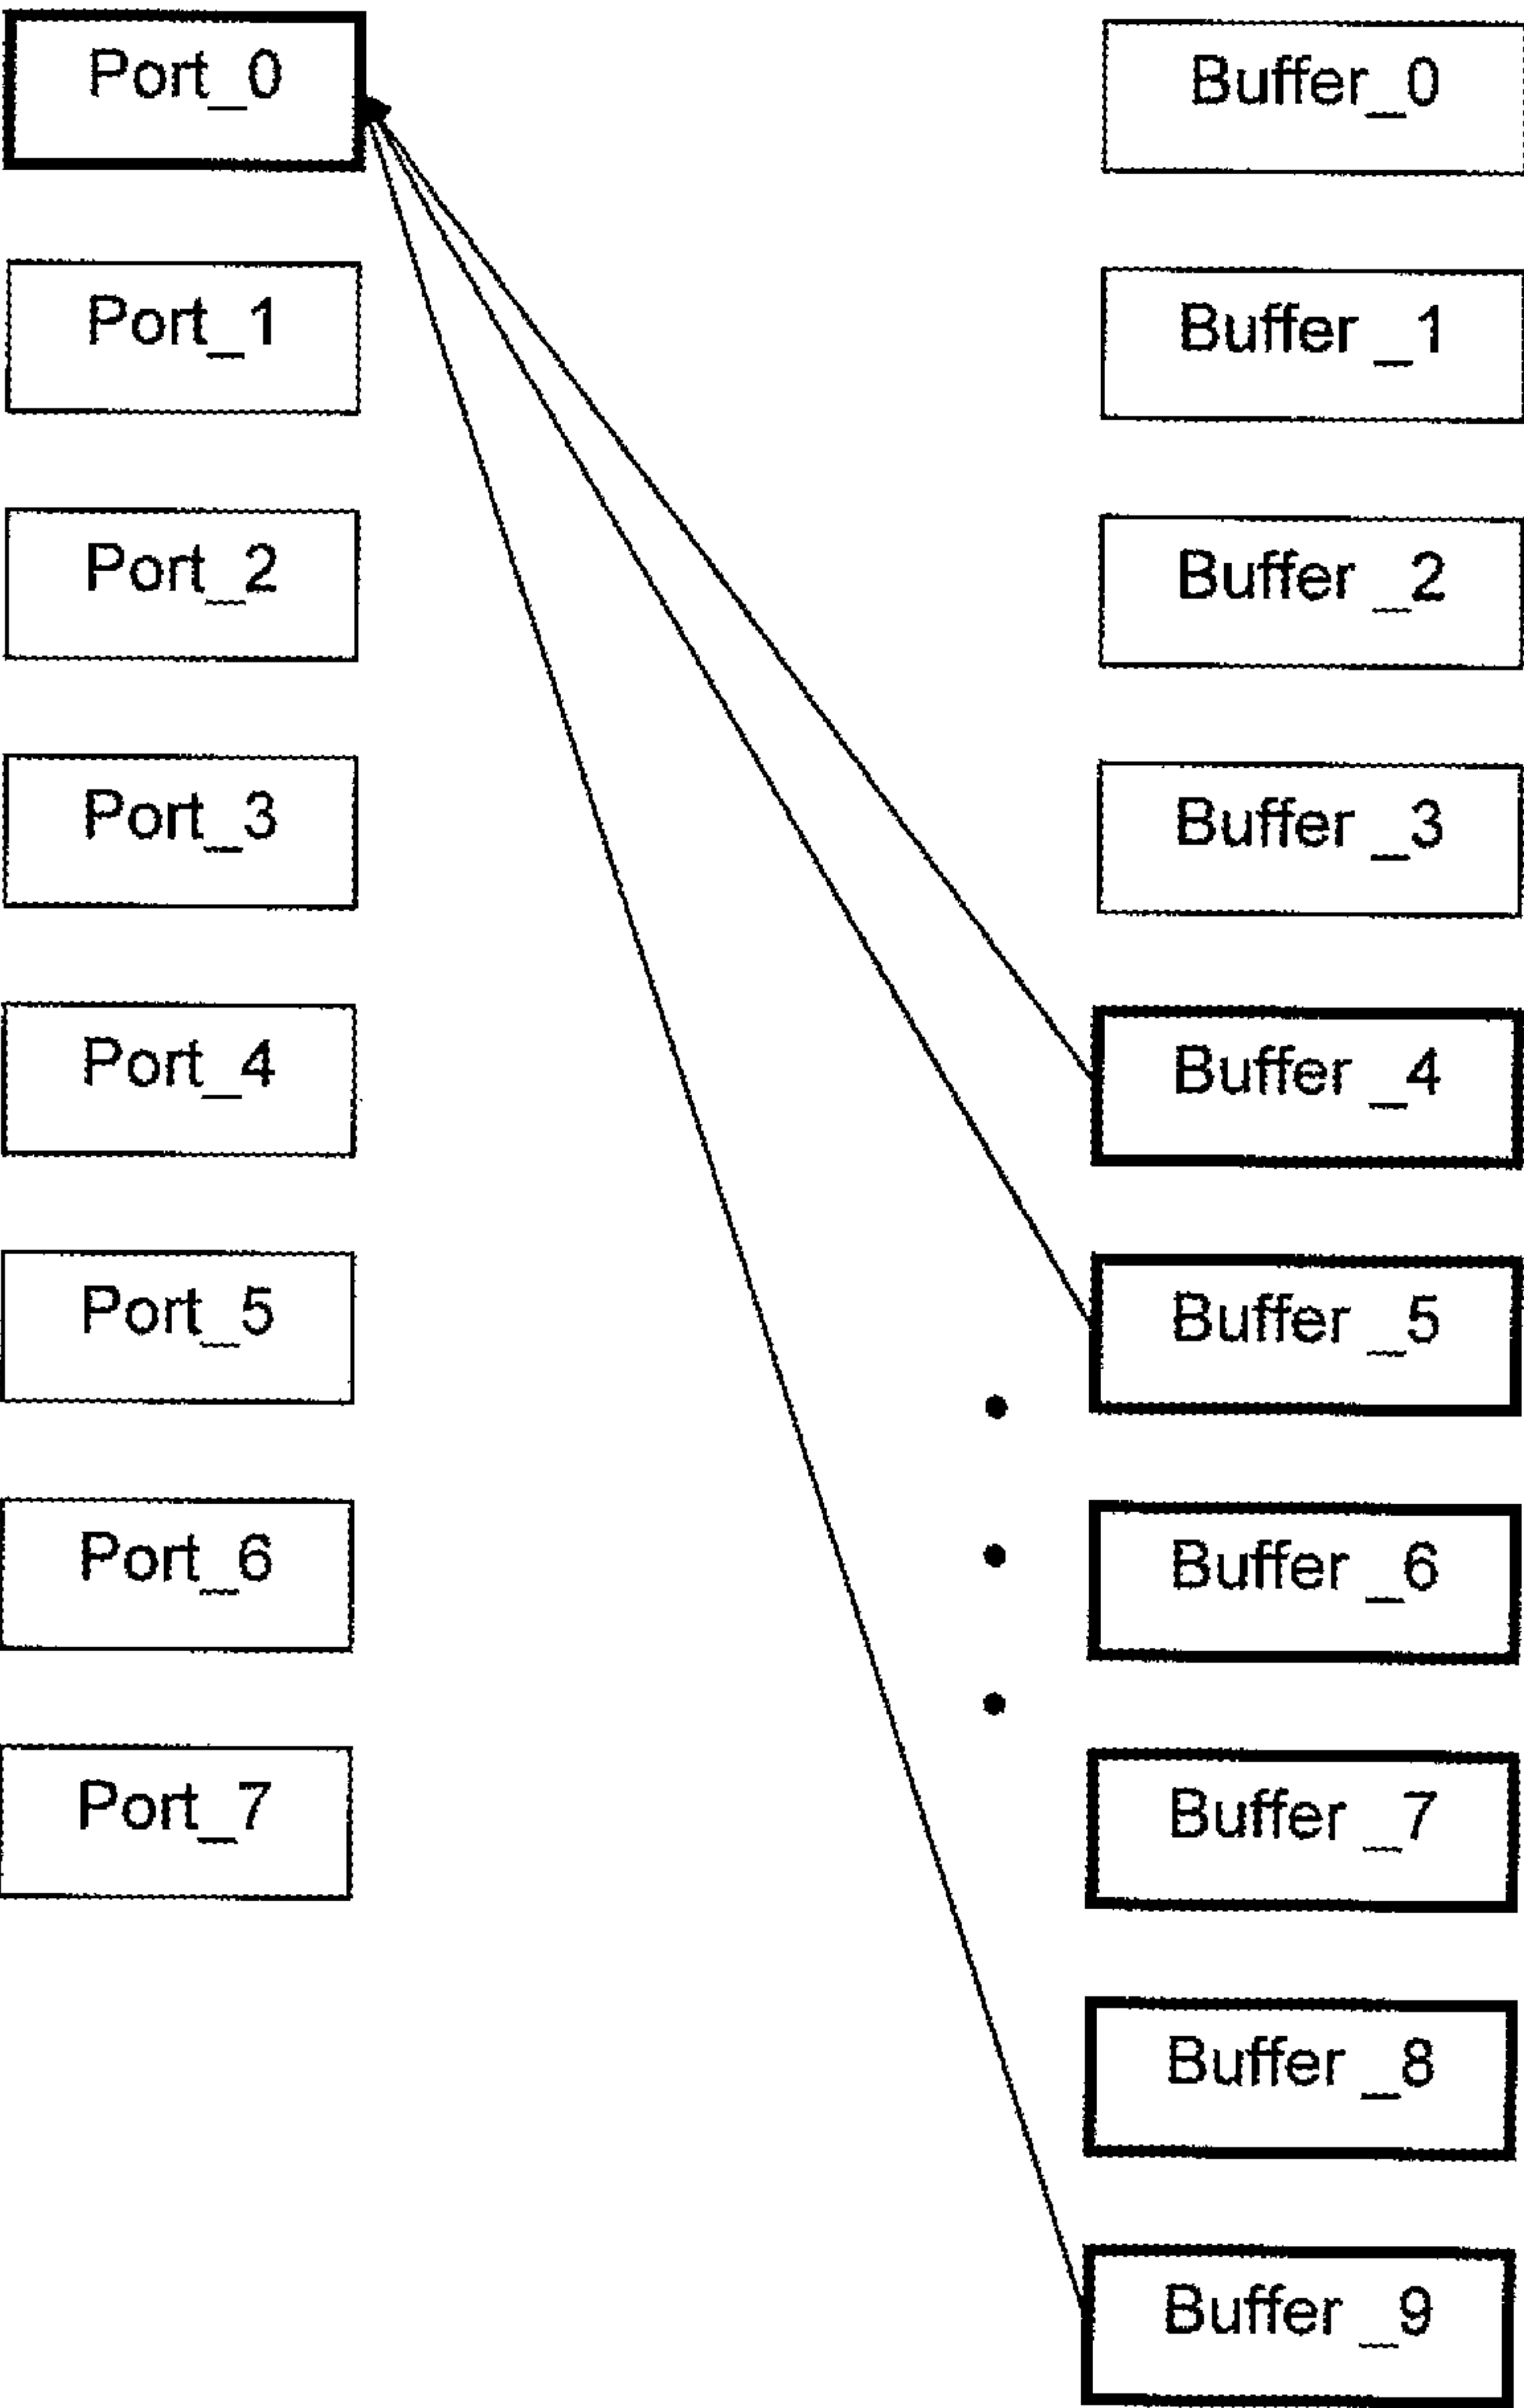 Port_0
Port_1
Port_2
Port_3
Port_4
Port_5
Port_6
Port_7
Buffer_0
Buffer _1
Buffer _2
Buffer _3
Buffer _4
Buffer _5
Buffer _6
Buffer _7
Buffer _8
Buffer _9